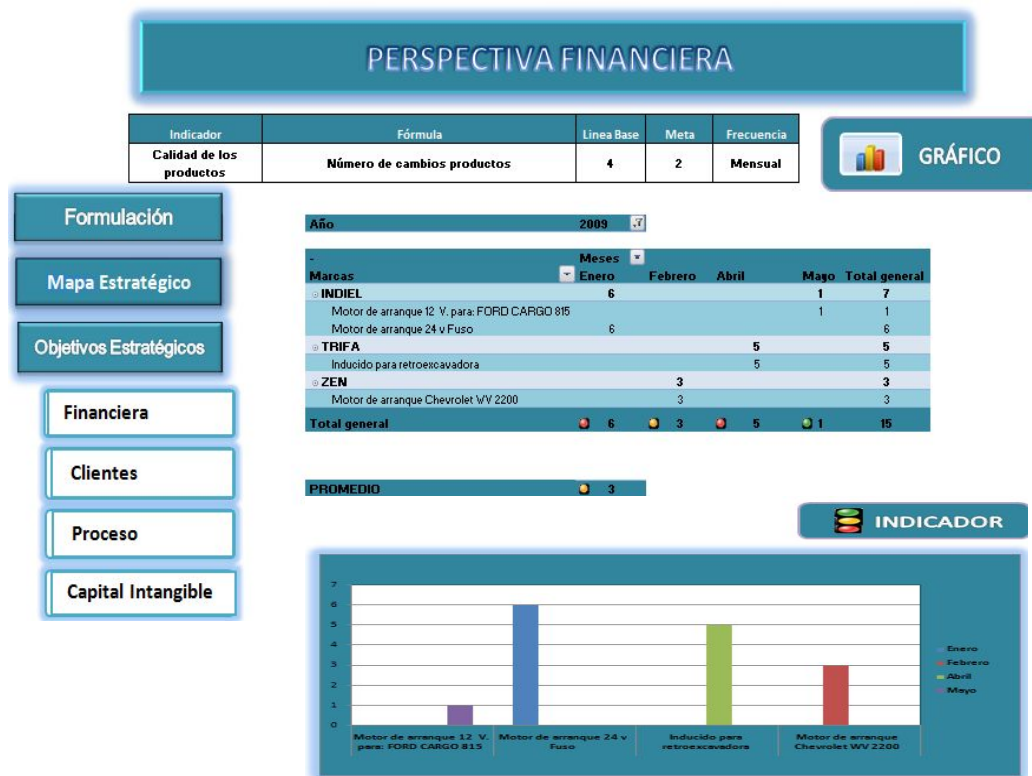 PERSPECTIVA FINANCIERA
Indicador Fórmula Linea Base Meta Frecuencia
Calidad de los productos Número de cambios productos 4 2 Mensual
GRÁFICO
Formulación
Mapa Estratégico
Objetivos Estratégicos
Financiera
Clientes
Proceso
Capital Intangible
Año 2009
- Meses
Marcas Enero Febrero Abril Mayo Total general
INDIEL 6 1 7
Motor de arranque 12 V. para: FORD CARGO 815 1 1
Motor de arranque 24 v Fuso 6 6
TRIFA 5 5
Inducido para retroexcavadora 5 5
ZEN 3 3
Motor de arranque Chevrolet WV 2200 3 3
Total general 6 3 5 1 15
PROMEDIO 3
INDICADOR
7
6
5
4
3
2
1
0
Motor de arranque 12 V. para: FORD CARGO 815
Motor de arranque 24 v Fuso
Inducido para retroexcavadora
Motor de arranque Chevrolet WV 2200
Enero
Febrero
Abril
Mayo